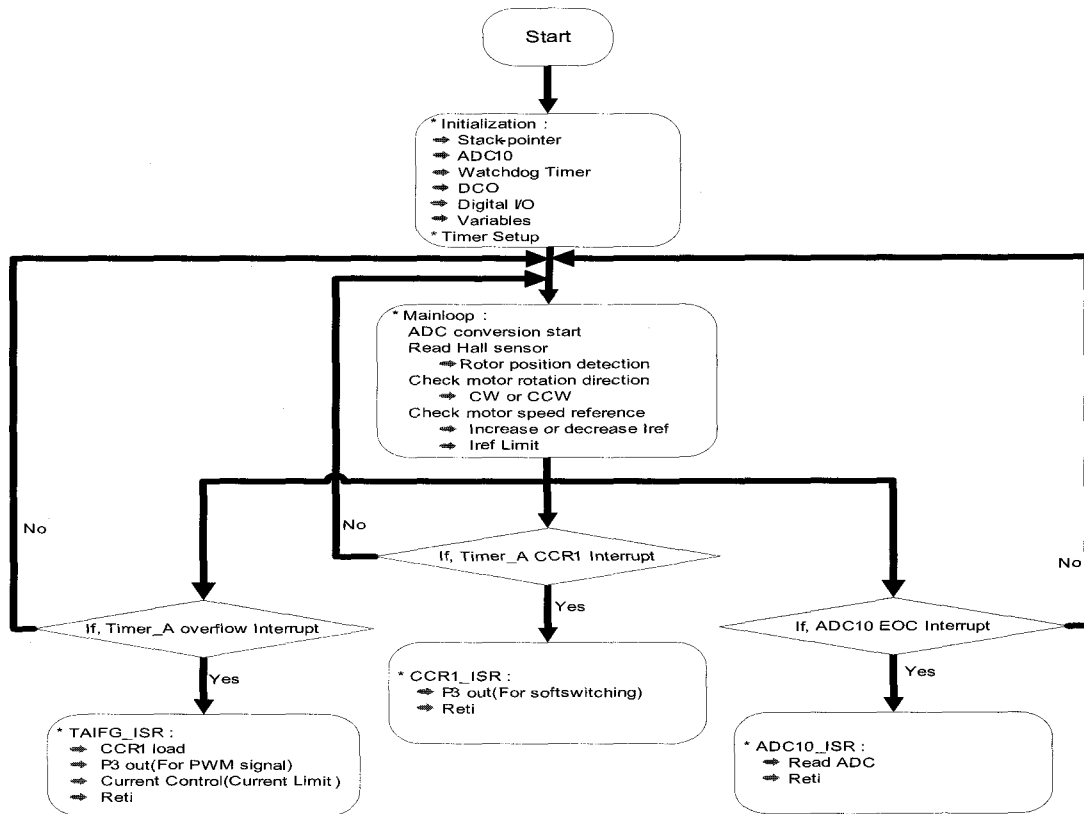 Start
* Initialization :
Stack-pointer
ADC10
Watchdog Timer
DCO
Digital I/O
Variables
* Timer Setup
* Mainloop :
ADC conversion start
Read Hall sensor
Rotor position detection
Check motor rotation direction
CW or CCW
Check motor speed reference
Increase or decrease Iref
Iref Limit
No
No
No
If, Timer_A CCR1 Interrupt
If, Timer_A overflow Interrupt
If, ADC10 EOC Interrupt
Yes
Yes
Yes
* TAIFG_ISR :
CCR1 load
P3 out(For PWM signal)
Current Control(Current Limit )
Reti
* CCR1_ISR :
P3 out(For softswitching)
Reti
* ADC10_ISR :
Read ADC
Reti